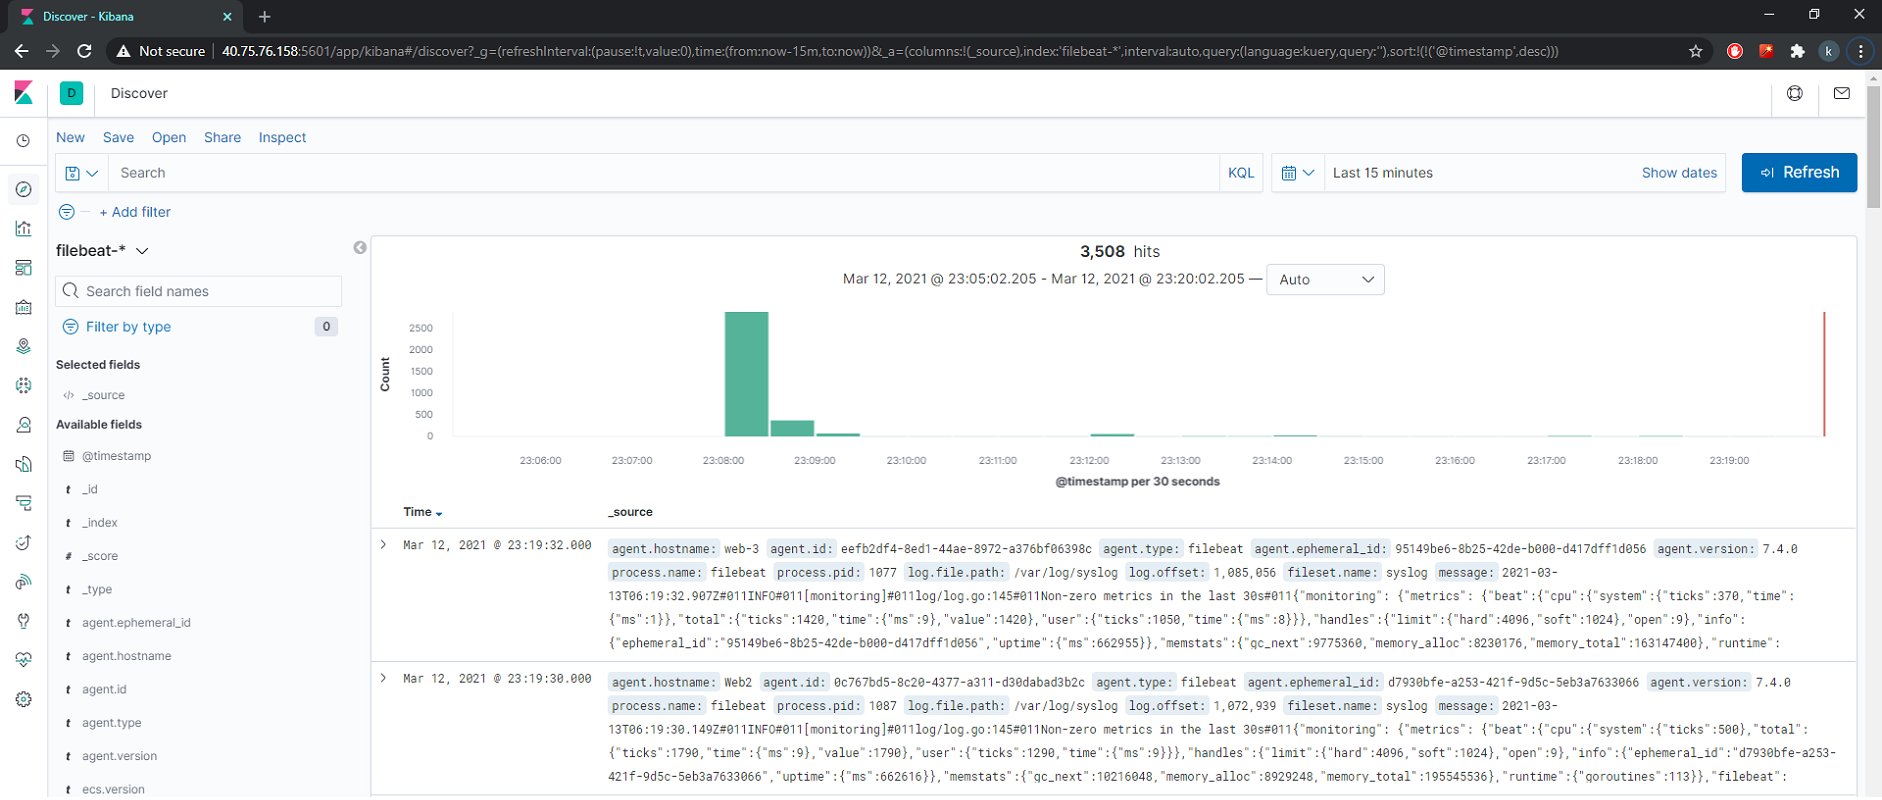 Discover - Kibana
Not secure | 40.75.76.158:5601/app/kibana#/discover?_g=(refreshInterval:(pause:!t,value:0),time:(from:now-15m,to:now))&_a=(columns:!(_source),index:'filebeat-*',interval:auto,query:(language:kuery,query:''),sort:!(!('@timestamp',desc)))
k
D Discover
New Save Open Share Inspect
Search KQL Last 15 minutes Show dates Refresh
+ Add filter
filebeat-*
Search field names
Filter by type 0
Selected fields
</> _source
Available fields
@timestamp
t _id
t _index
# _score
t _type
t agent.ephemeral_id
t agent.hostname
t agent.id
t agent.type
t agent.version
t ecs.version
3,508 hits
Mar 12, 2021 @ 23:05:02.205 - Mar 12, 2021 @ 23:20:02.205 — Auto
Count
2500
2000
1500
1000
500
0
23:06:00 23:07:00 23:08:00 23:09:00 23:10:00 23:11:00 23:12:00 23:13:00 23:14:00 23:15:00 23:16:00 23:17:00 23:18:00 23:19:00
@timestamp per 30 seconds
Time _source
Mar 12, 2021 @ 23:19:32.000 agent.hostname: web-3 agent.id: eefb2df4-8ed1-44ae-8972-a376bf06398c agent.type: filebeat agent.ephemeral_id: 95149be6-8b25-42de-b000-d417dff1d056 agent.version: 7.4.0
process.name: filebeat process.pid: 1077 log.file.path: /var/log/syslog log.offset: 1,085,056 fileset.name: syslog message: 2021-03-
13T06:19:32.907Z#011INFO#011[monitoring]#011log/log.go:145#011Non-zero metrics in the last 30s#011{"monitoring": {"metrics": {"beat":{"cpu":{"system":{"ticks":370,"time":
{"ms":1}},"total":{"ticks":1420,"time":{"ms":9},"value":1420},"user":{"ticks":1050,"time":{"ms":8}}},"handles":{"limit":{"hard":4096,"soft":1024},"open":9},"info":
{"ephemeral_id":"95149be6-8b25-42de-b000-d417dff1d056","uptime":{"ms":662955}},"memstats":{"gc_next":9775360,"memory_alloc":8230176,"memory_total":163147400},"runtime":
Mar 12, 2021 @ 23:19:30.000 agent.hostname: Web2 agent.id: 0c767bd5-8c20-4377-a311-d30dabad3b2c agent.type: filebeat agent.ephemeral_id: d7930bfe-a253-421f-9d5c-5eb3a7633066 agent.version: 7.4.0
process.name: filebeat process.pid: 1087 log.file.path: /var/log/syslog log.offset: 1,072,939 fileset.name: syslog message: 2021-03-
13T06:19:30.149Z#011INFO#011[monitoring]#011log/log.go:145#011Non-zero metrics in the last 30s#011{"monitoring": {"metrics": {"beat":{"cpu":{"system":{"ticks":500},"total":
{"ticks":1790,"time":{"ms":9},"value":1790},"user":{"ticks":1290,"time":{"ms":9}}},"handles":{"limit":{"hard":4096,"soft":1024},"open":9},"info":{"ephemeral_id":"d7930bfe-a253-
421f-9d5c-5eb3a7633066","uptime":{"ms":662616}},"memstats":{"gc_next":10216048,"memory_alloc":8929248,"memory_total":195545536},"runtime":{"goroutines":113}},"filebeat":